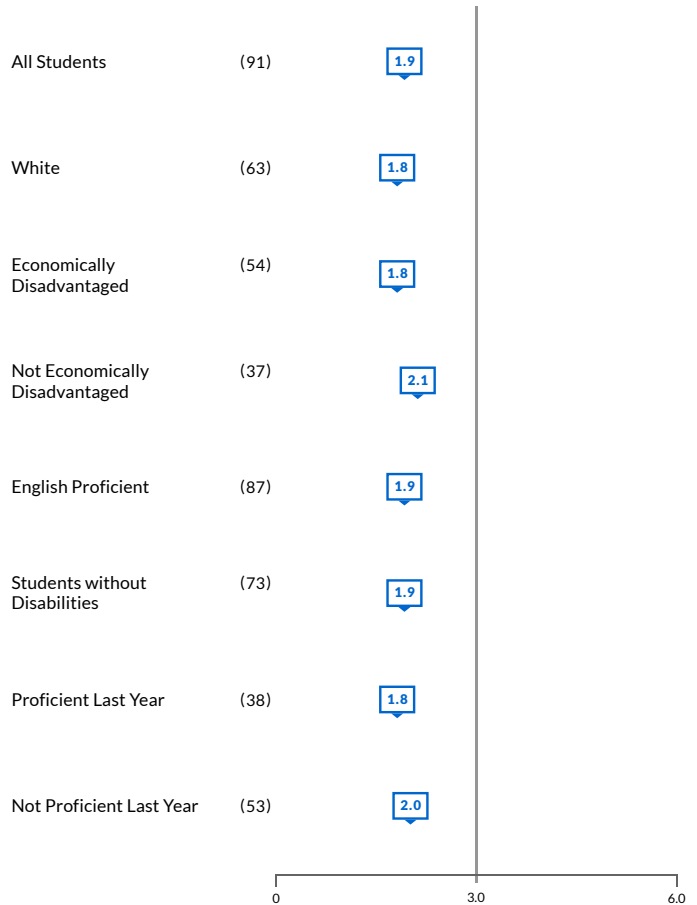 All Students (91) 1.9
White (63) 1.8
Economically (54) 1.8
Disadvantaged
Not Economically (37) 2.1
Disadvantaged
English Proficient (87) 1.9
Students without (73) 1.9
Disabilities
Proficient Last Year (38) 1.8
Not Proficient Last Year (53) 2.0
0 3.0 6.0